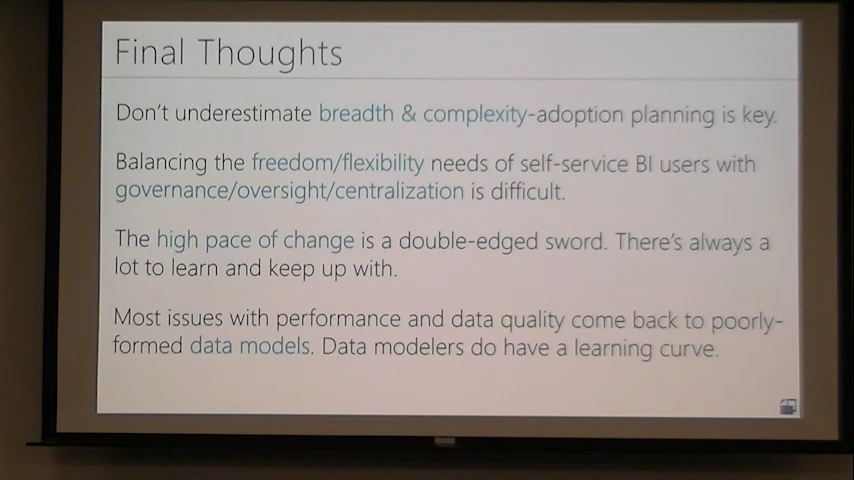 Final Thoughts
Don't underestimate breadth & complexity-adoption planning is key.
Balancing the freedom/flexibility needs of self-service BI users with
governance/oversight/centralization is difficult.
The high pace of change is a double-edged sword. There's always a
lot to learn and keep up with.
Most issues with performance and data quality come back to poorly-
formed data models. Data modelers do have a learning curve.